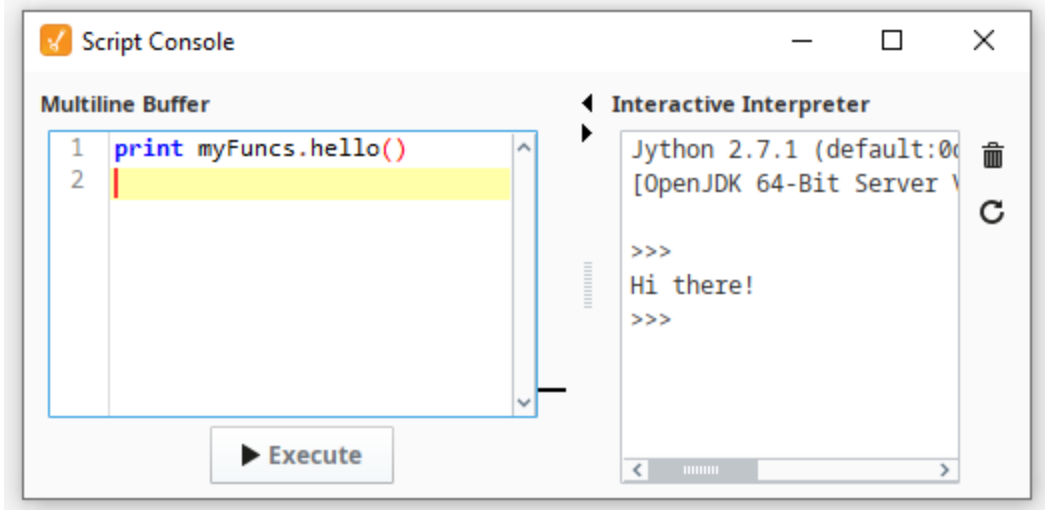 Script Console
Multiline Buffer
1 print myFuncs.hello()
2
Execute
Interactive Interpreter
Jython 2.7.1 (default:0
[OpenJDK 64-Bit Server
>>>
Hi there!
>>>